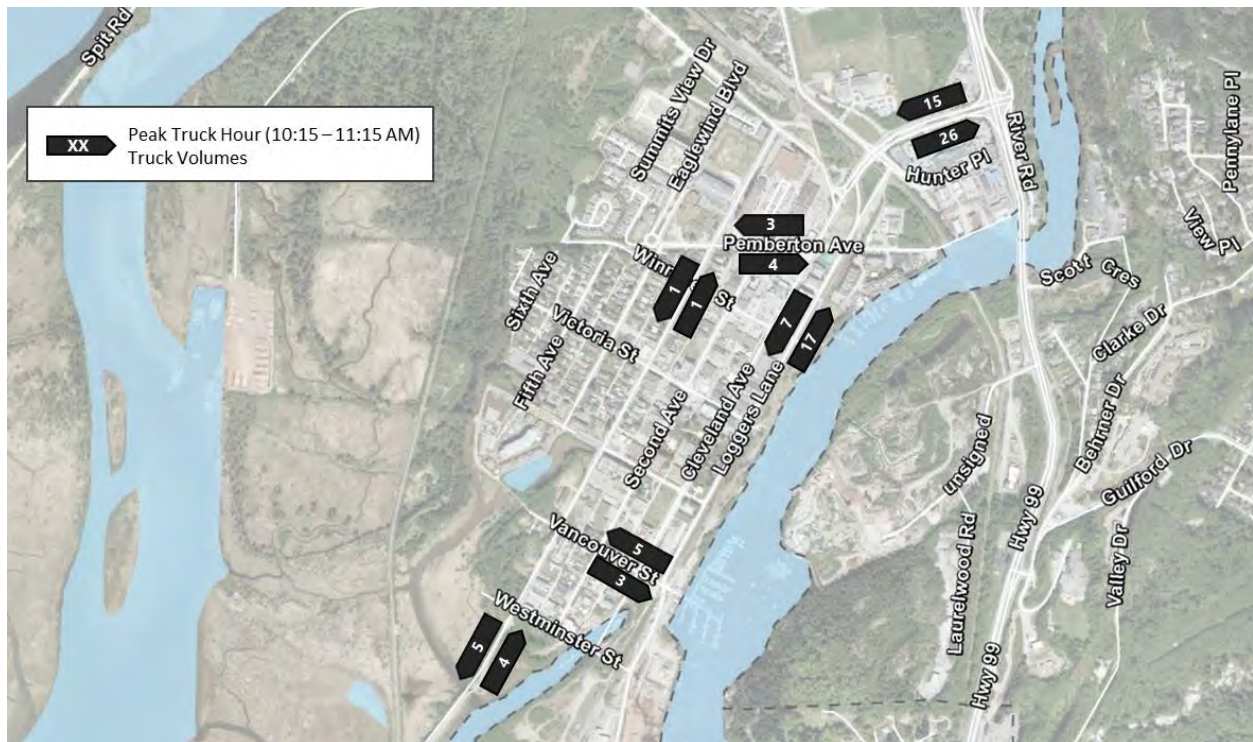 Spit Rd
XX
Peak Truck Hour (10:15 – 11:15 AM)
Truck Volumes
Summits View Dr
Eaglewind Blvd
15
26
Hunter Pl
River Rd
Pennylane Pl
View Pl
3
Pemberton Ave
4
Scott Cres
Sixth Ave
St
1
1
Victoria St
7
17
Clarke Dr
Fifth Ave
Second Ave
Cleveland Ave
Loggers Lane
unsigned
Behrner Dr
Guilford Dr
Hwy 99
Laurelwood Rd
Valley Dr
Vancouver St
5
3
Westminster St
5
4
Hwy 99